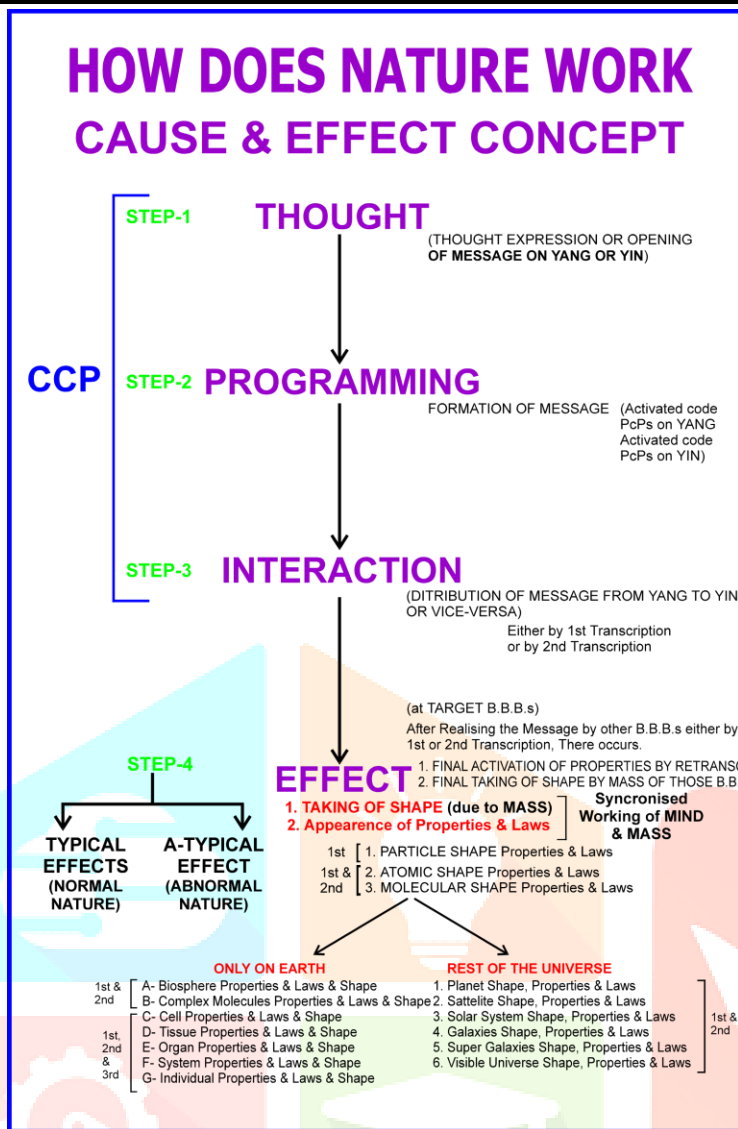 HOW DOES NATURE WORK
CAUSE & EFFECT CONCEPT
STEP-1
THOUGHT
(THOUGHT EXPRESSION OR OPENING
OF MESSAGE ON YANG OR YIN)
CCP
STEP-2
PROGRAMMING
FORMATION OF MESSAGE (Activated code
PcPs on YANG
Activated code
PcPs on YIN)
STEP-3
INTERACTION
(DITRIBUTION OF MESSAGE FROM YANG TO YIN
OR VICE-VERSA)
Either by 1st Transcription
or by 2nd Transcription
(at TARGET B.B.B.s)
After Realising the Message by other B.B.B.s either by
1st or 2nd Transcription, There occurs.
STEP-4
EFFECT
1. FINAL ACTIVATION OF PROPERTIES BY RETRANSC
2. FINAL TAKING OF SHAPE BY MASS OF THOSE B.B
1. TAKING OF SHAPE (due to MASS)
2. Appearence of Properties & Laws
Syncronised
Working of MIND
& MASS
TYPICAL
EFFECTS
(NORMAL
NATURE)
A-TYPICAL
EFFECT
(ABNORMAL
NATURE)
1st
1. PARTICLE SHAPE Properties & Laws
1st &
2nd
2. ATOMIC SHAPE Properties & Laws
3. MOLECULAR SHAPE Properties & Laws
ONLY ON EARTH
1st &
2nd
A- Biosphere Properties & Laws & Shape
B- Complex Molecules Properties & Laws & Shape
1st,
2nd
&
3rd
C- Cell Properties & Laws & Shape
D- Tissue Properties & Laws & Shape
E- Organ Properties & Laws & Shape
F- System Properties & Laws & Shape
G- Individual Properties & Laws & Shape
REST OF THE UNIVERSE
1. Planet Shape, Properties & Laws
2. Sattelite Shape, Properties & Laws
3. Solar System Shape, Properties & Laws
4. Galaxies Shape, Properties & Laws
5. Super Galaxies Shape, Properties & Laws
6. Visible Universe Shape, Properties & Laws
1st &
2nd